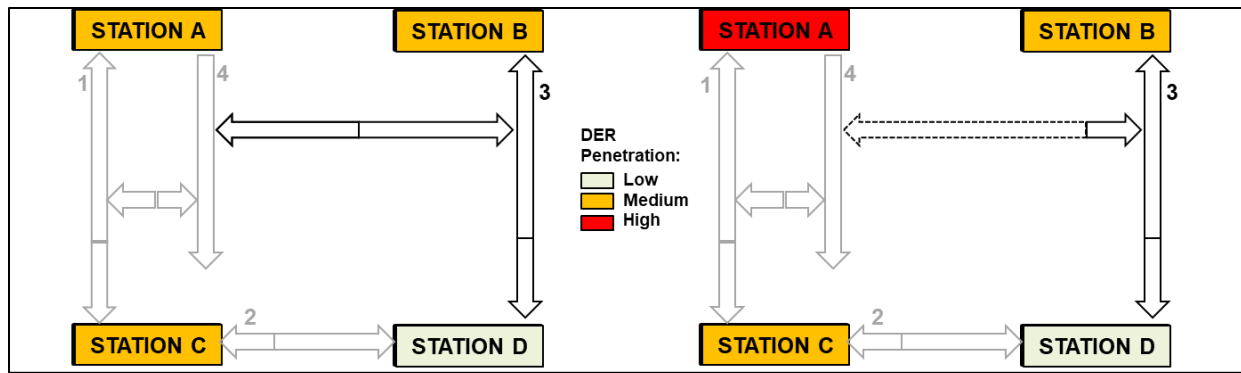 STATION A
STATION B
STATION A
STATION B
1
4
3
1
4
3
DER
Penetration:
Low
Medium
High
2
2
STATION C
STATION D
STATION C
STATION D